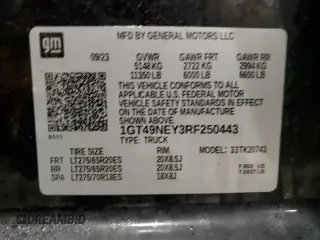 gm
MFD BY GENERAL MOTORS LLC
09/23 GVWR GAWR FRT GAWR RR
5148 KG 2722 KG 2994 KG
11350 LB 6000 LB 6600 LB
THIS VEHICLE CONFORMS TO ALL
APPLICABLE U.S. FEDERAL MOTOR
VEHICLE SAFETY STANDARDS IN EFFECT
ON THE DATE OF MANUFACTURE
SHOWN ABOVE.
1GT49NEY3RF250443
TYPE: TRUCK
MODEL: 33TK20743
TIRE SIZE RIM
FRT LT275/65R20ES 20X8.5J
RR LT275/65R20ES 20X8.5J
SPA LT275/70R18ES 18X8J